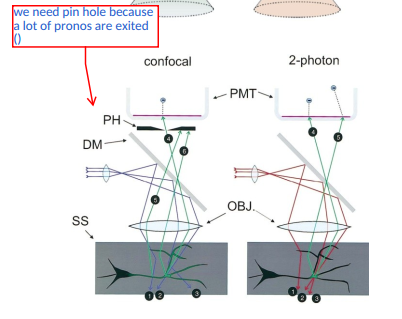 we need pin hole because
a lot of pronos are exited
()
confocal
2-photon
PMT
PH
4
5
4
6
DM
5
OBJ.
SS
1 2 3
1 2 3